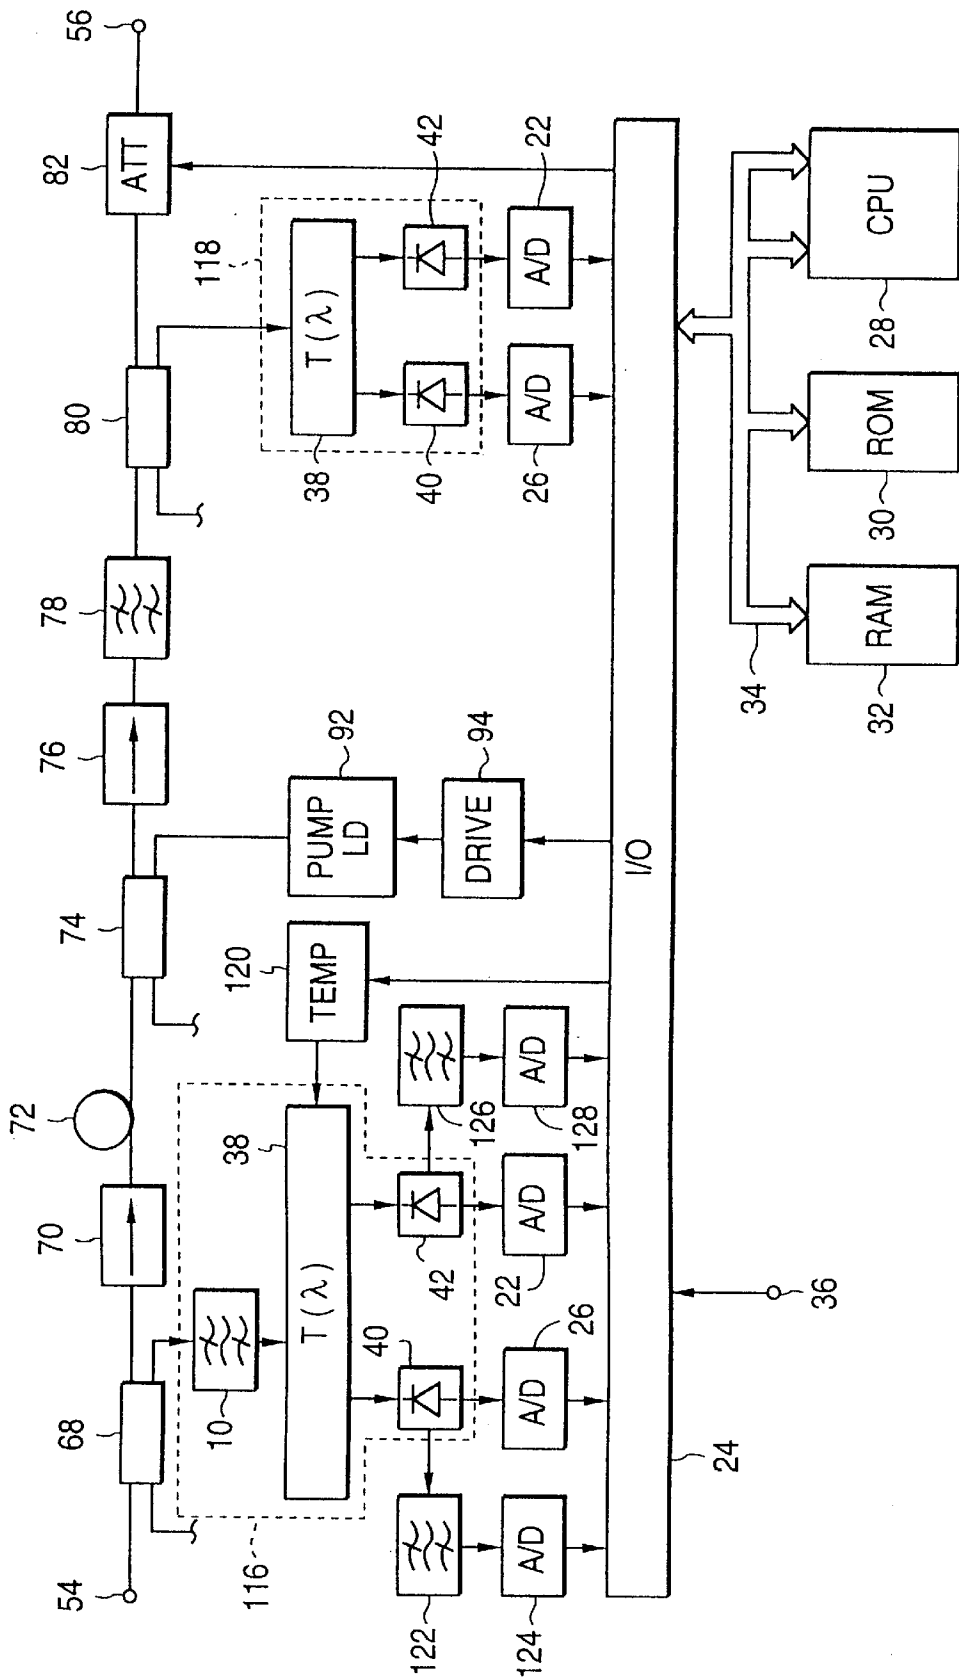 54
68
70
72
74
76
78
80
82
ATT
56
116
10
38
T(λ)
40
42
120
TEMP
PUMP
LD
92
DRIVE
94
118
T(λ)
38
40
42
122
126
124
A/D
26
A/D
22
A/D
128
A/D
26
A/D
22
A/D
24
I/O
36
34
RAM
32
ROM
30
CPU
28